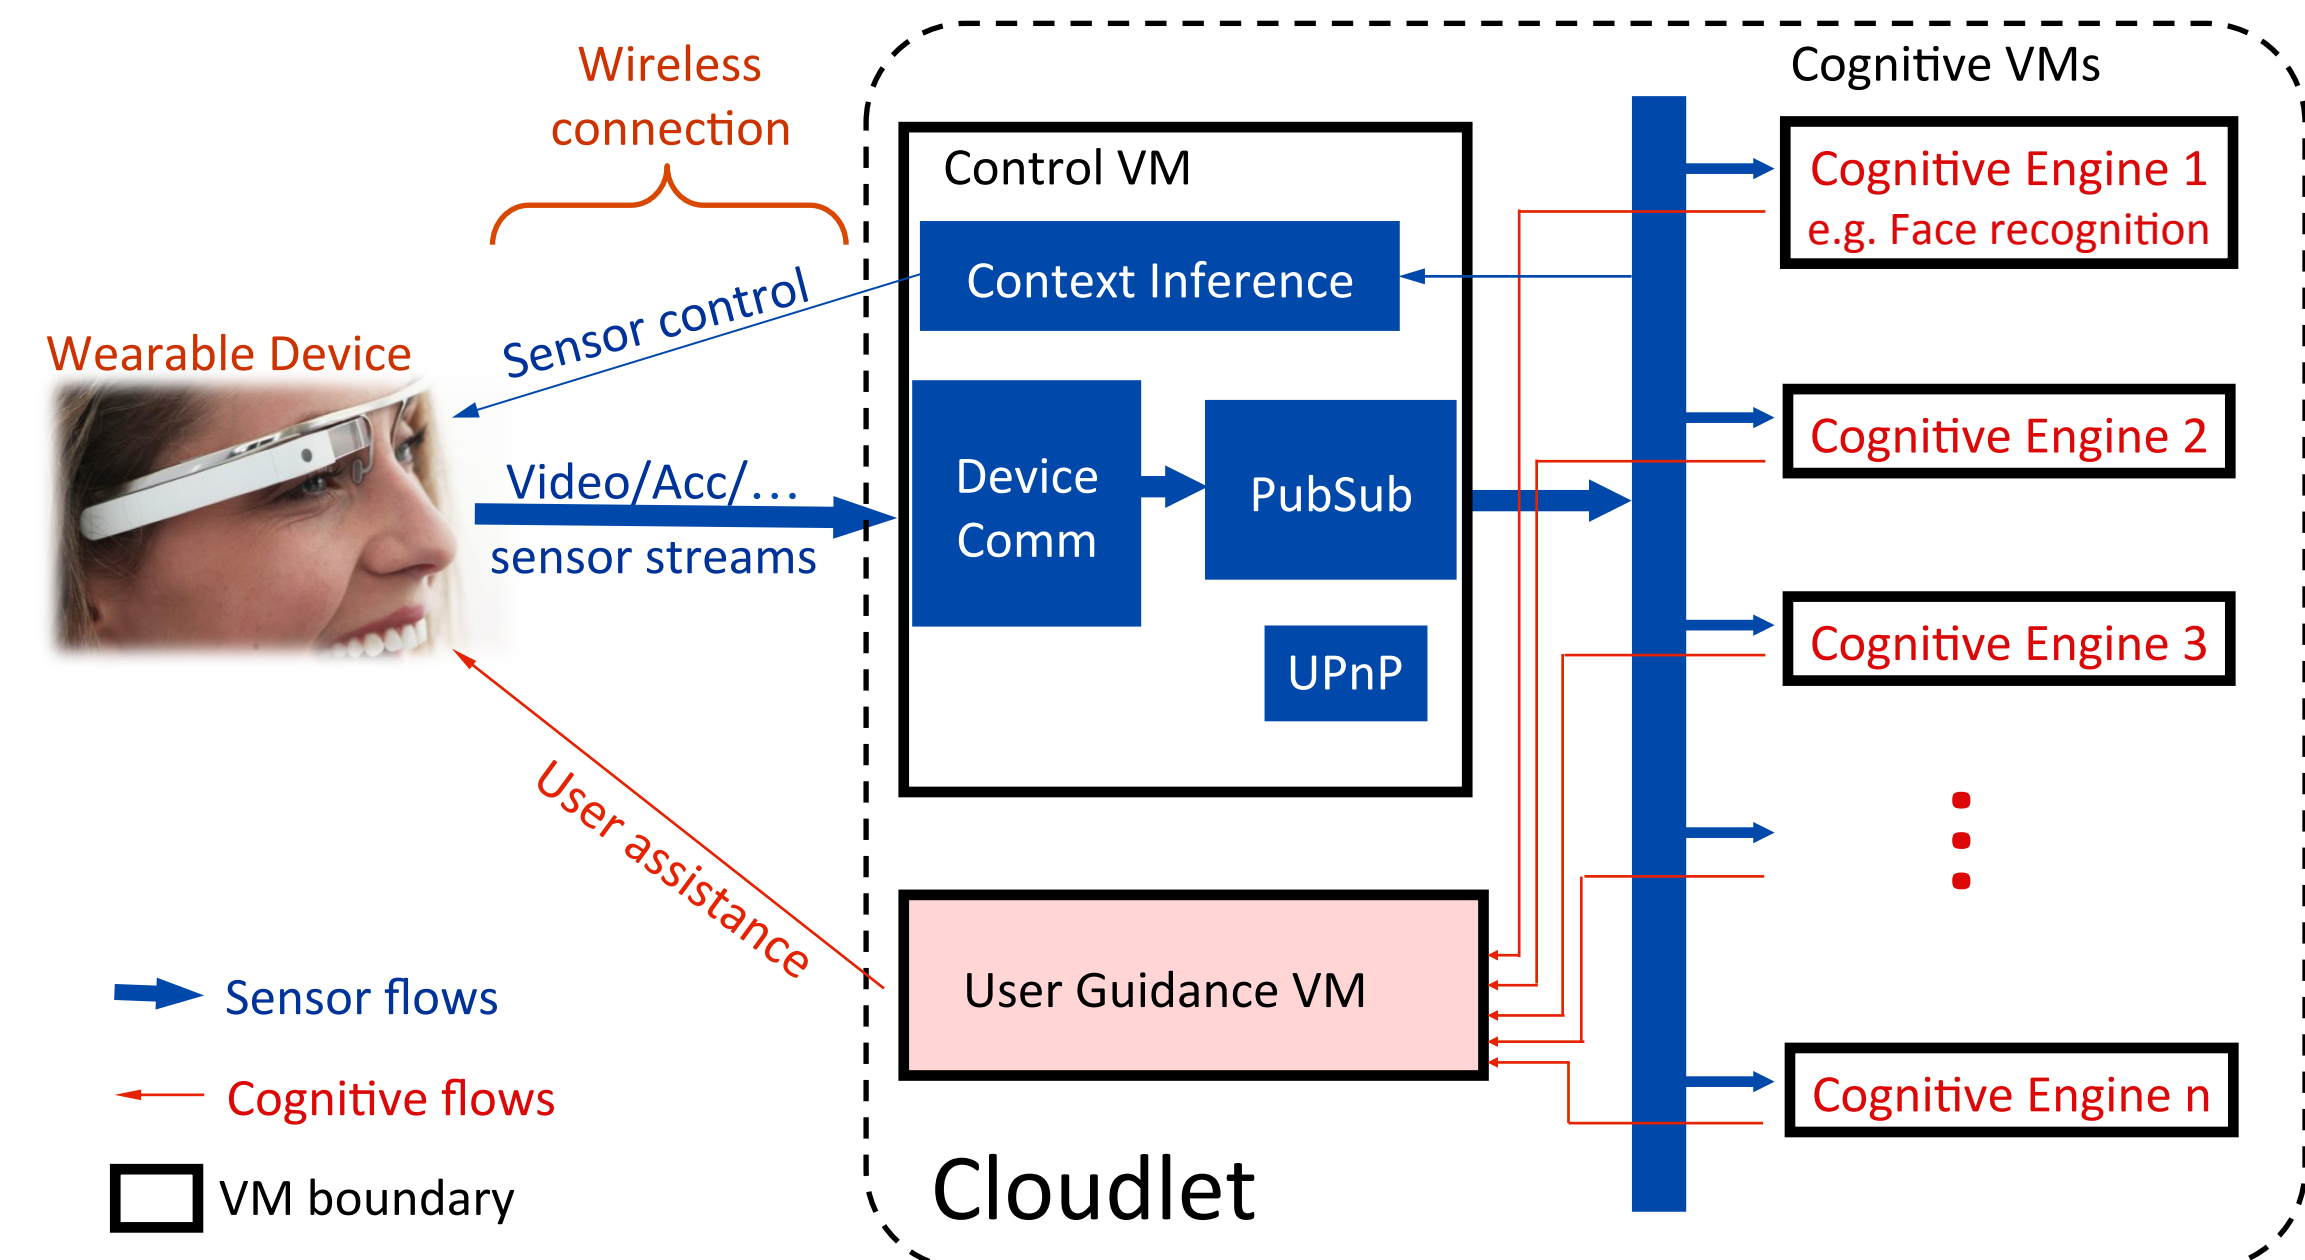 Wireless
connection
Cognitive VMs
Control VM
Cognitive Engine 1
e.g. Face recognition
Context Inference
Sensor control
Wearable Device
Cognitive Engine 2
Video/Acc/...
sensor streams
Device
Comm
PubSub
Cognitive Engine 3
UPnP
User assistance
User Guidance VM
Sensor flows
Cognitive flows
Cognitive Engine n
VM boundary
Cloudlet